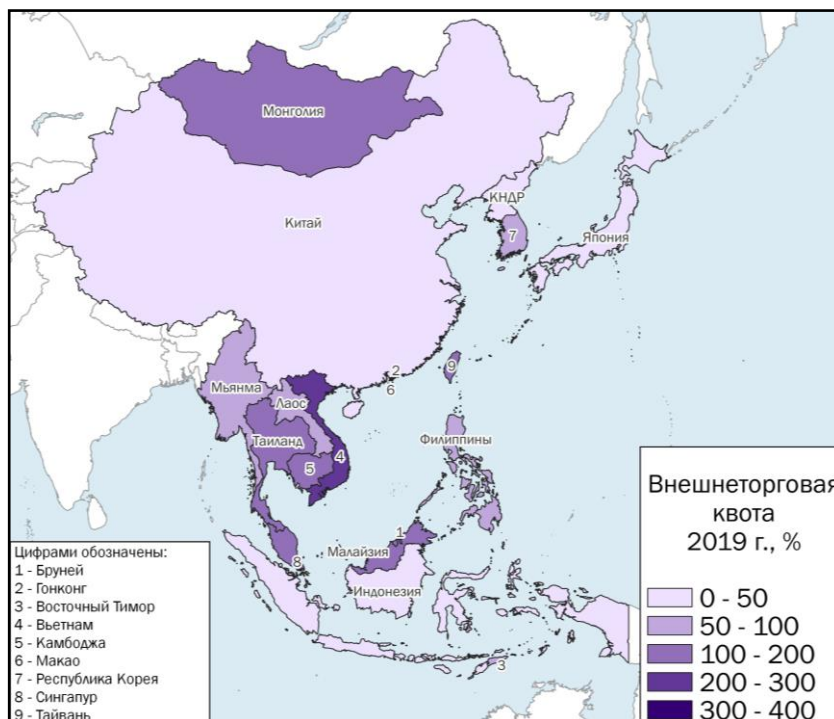 Монголия
КНДР
Китай
7
Япония
2
6
9
Мьянма
Лаос
Таиланд
Филиппины
4
5
1
Малайзия
8
Индонезия
3
Цифрами обозначены:
1 - Бруней
2 - Гонконг
3 - Восточный Тимор
4 - Вьетнам
5 - Камбоджа
6 - Макао
7 - Республика Корея
8 - Сингапур
9 - Тайвань
Внешнеторговая
квота
2019 г., %
0 - 50
50 - 100
100 - 200
200 - 300
300 - 400